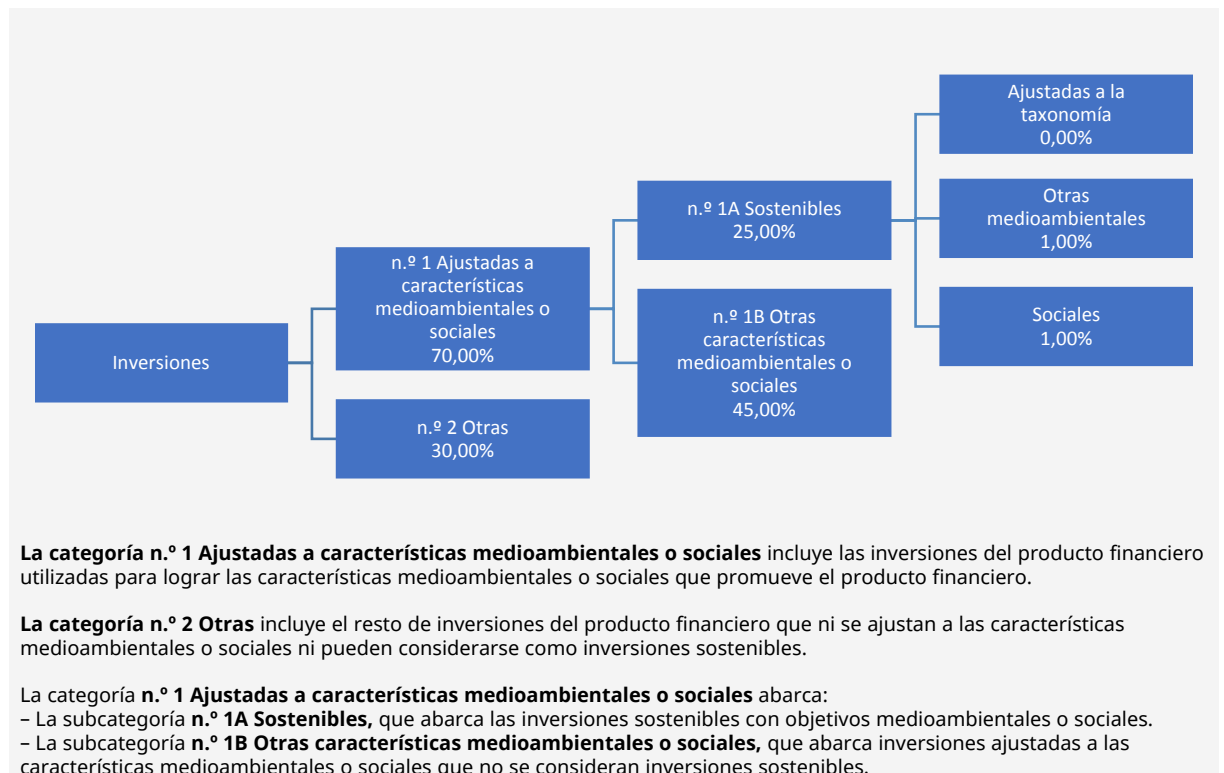 Inversiones
n.º 1 Ajustadas a
características
medioambientales o
sociales
70,00%
n.º 2 Otras
30,00%
n.º 1A Sostenibles
25,00%
n.º 1B Otras
características
medioambientales o
sociales
45,00%
Ajustadas a la
taxonomía
0,00%
Otras
medioambientales
1,00%
Sociales
1,00%
La categoría n.º 1 Ajustadas a características medioambientales o sociales incluye las inversiones del producto financiero
utilizadas para lograr las características medioambientales o sociales que promueve el producto financiero.
La categoría n.º 2 Otras incluye el resto de inversiones del producto financiero que ni se ajustan a las características
medioambientales o sociales ni pueden considerarse como inversiones sostenibles.
La categoría n.º 1 Ajustadas a características medioambientales o sociales abarca:
– La subcategoría n.º 1A Sostenibles, que abarca las inversiones sostenibles con objetivos medioambientales o sociales.
– La subcategoría n.º 1B Otras características medioambientales o sociales, que abarca inversiones ajustadas a las
características medioambientales o sociales que no se consideran inversiones sostenibles.